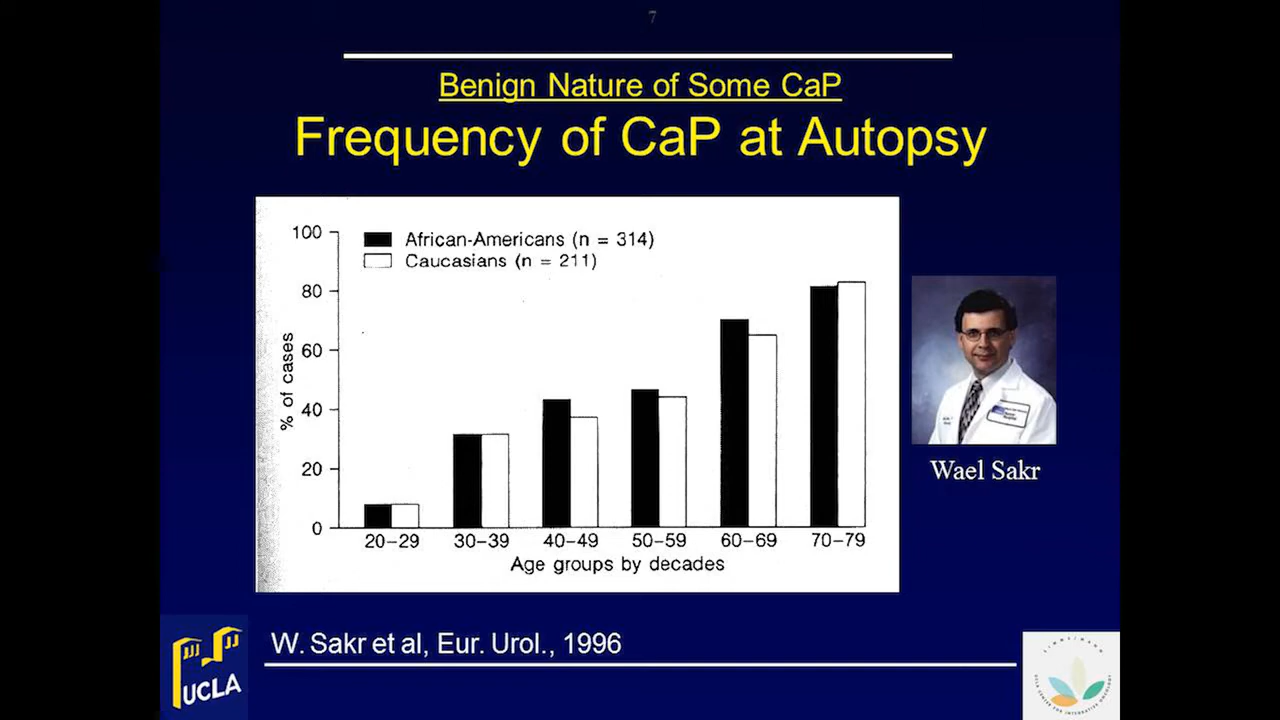 7
Benign Nature of Some CaP
Frequency of CaP at Autopsy
100
80
60
40
20
0
% of cases
African-Americans (n = 314)
Caucasians (n = 211)
20–29 30–39 40–49 50–59 60–69 70–79
Age groups by decades
Wael Sakr
W. Sakr et al, Eur. Urol., 1996
UCLA